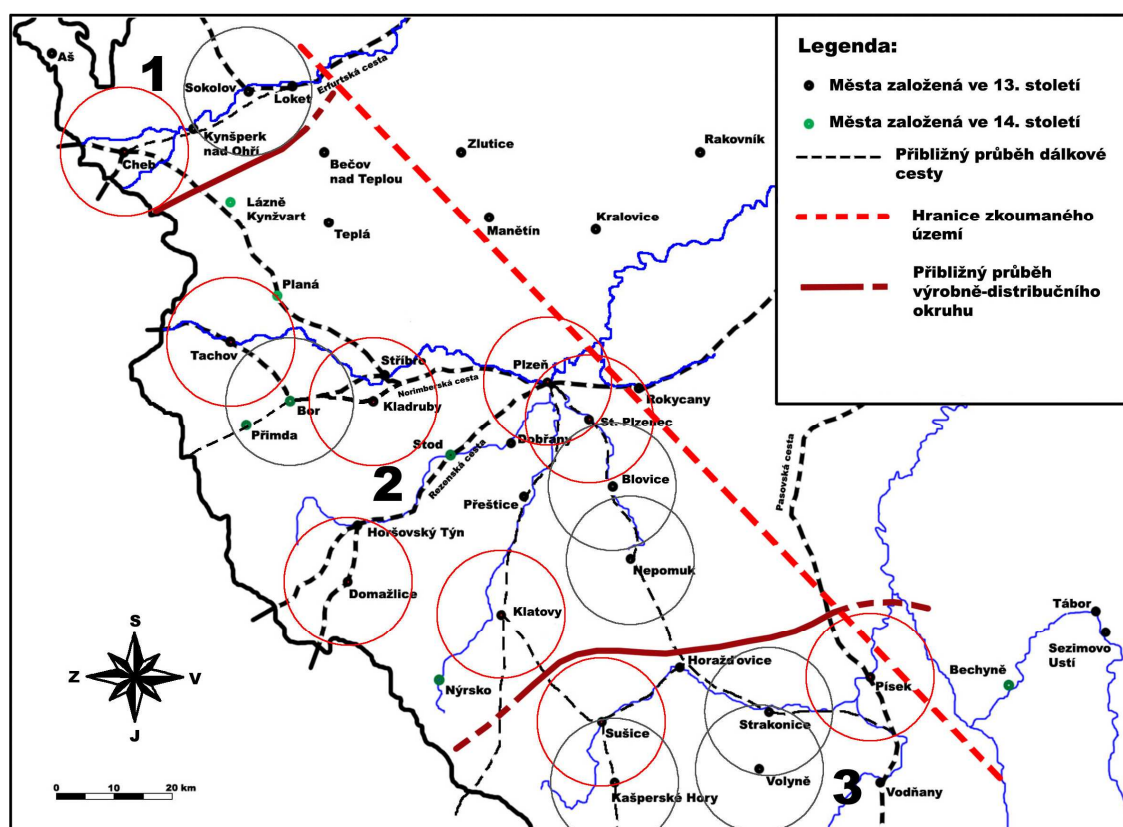 Legenda:
Města založená ve 13. století
Města založená ve 14. století
Přibližný průběh dálkové
cesty
Hranice zkoumaného
území
Přibližný průběh
výrobně-distribučního
okruhu
Aš
1
Sokolov
Loket
Erfurtská cesta
Kynšperk
nad Ohří
Cheb
Bečov
nad Teplou
Zlutice
Rakovník
Lázně
Kynžvart
Teplá
Manětín
Kralovice
Planá
Tachov
Stříbro
Plzeň
Norimberská cesta
Rokycany
Bor
Kladruby
Přimda
St. Plzenec
Stod
Dobřany
Rezenská cesta
2
Blovice
Přeštice
Pasovská cesta
Horšovský Týn
Nepomuk
Domažlice
Klatovy
Tábor
Sezimovo
Ústí
S
Z
V
J
Nýrsko
Horažďovice
Písek
Bechyně
Sušice
Strakonice
Volyně
3
Kašperské Hory
Vodňany
0 10 20 km